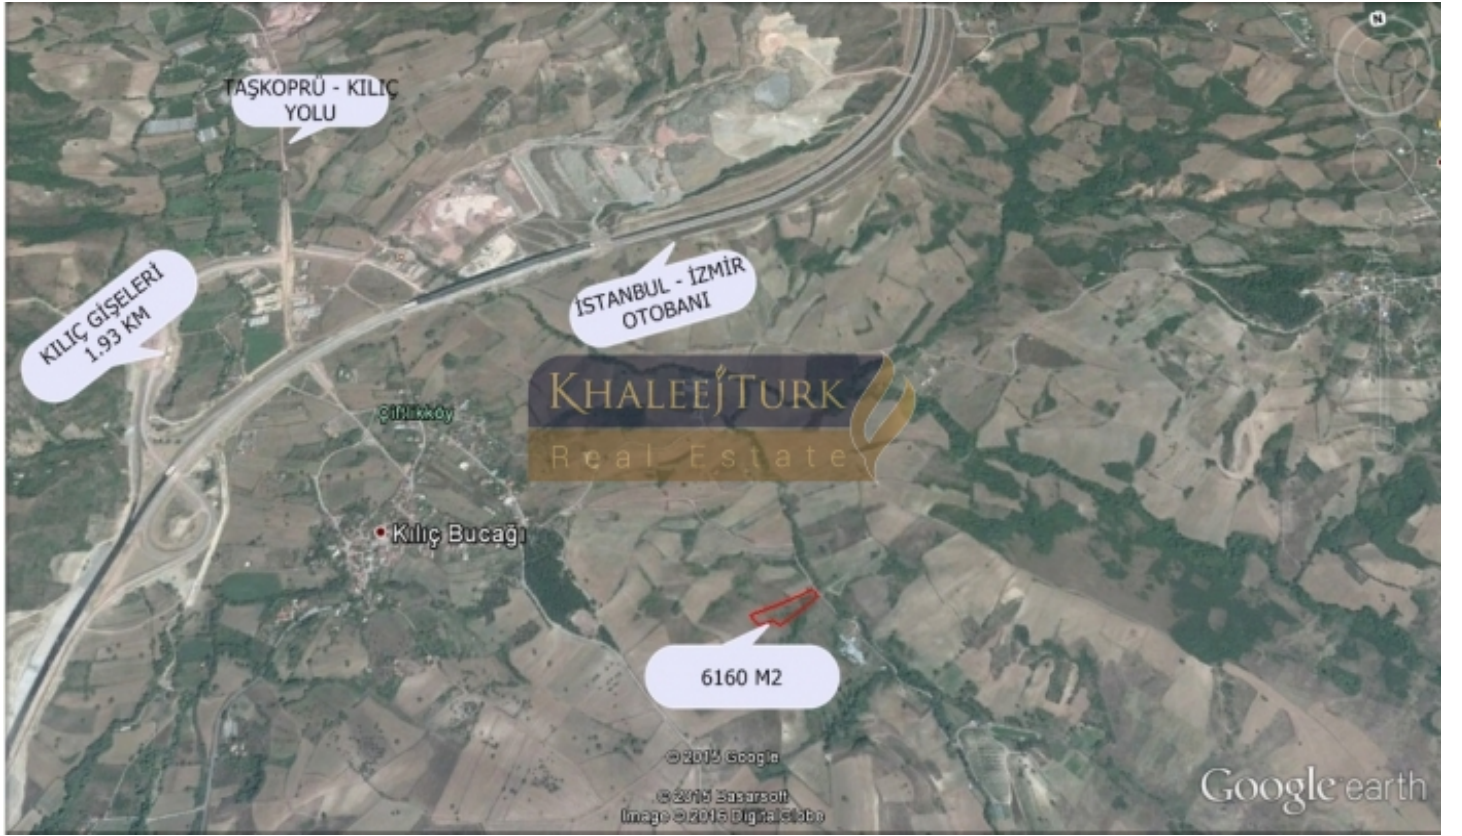 N
TAŞKOPRÜ - KILIÇ
YOLU
KILIÇ GİŞELERİ
1.93 KM
İSTANBUL - İZMİR
OTOBANI
KHALEEJTURK
Real Estate
Çiftlikköy
Kılıç Bucağı
6160 M2
© 2015 Google
© 2015 Basarsoft
Image © 2015 DigitalGlobe
Google earth